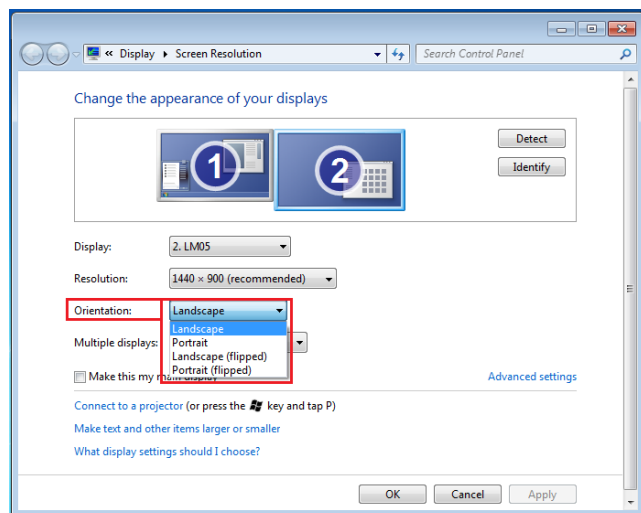 « Display ▸ Screen Resolution
Search Control Panel
Change the appearance of your displays
1
2
Detect
Identify
Display: 2. LM05
Resolution: 1440 × 900 (recommended)
Orientation: Landscape
Landscape
Portrait
Multiple displays:
Landscape (flipped)
Portrait (flipped)
Make this my main display
Advanced settings
Connect to a projector (or press the key and tap P)
Make text and other items larger or smaller
What display settings should I choose?
OK Cancel Apply